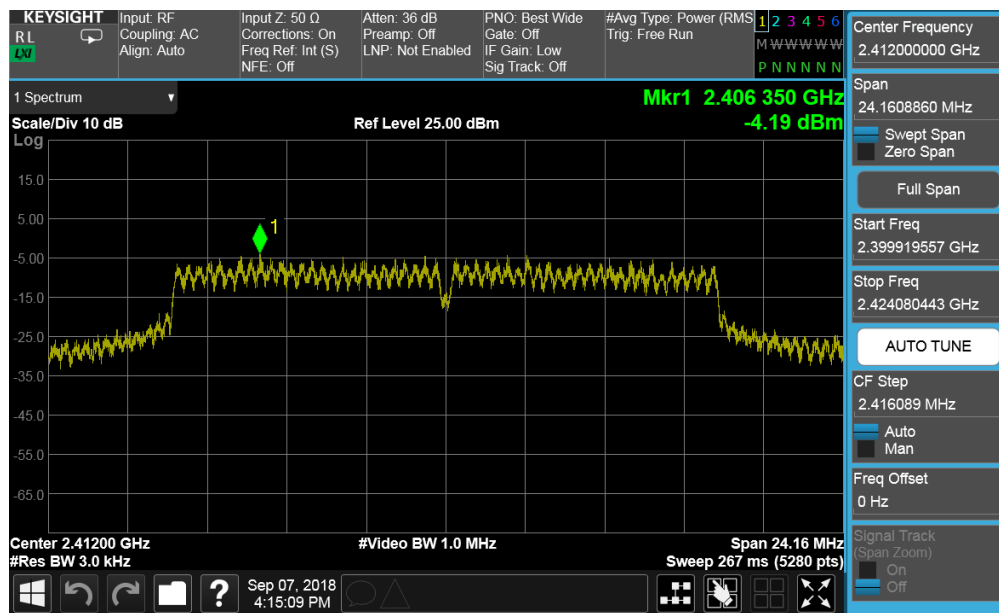 KEYSIGHT
RL
LXI
Input: RF
Coupling: AC
Align: Auto
Input Z: 50 Ω
Corrections: On
Freq Ref: Int (S)
NFE: Off
Atten: 36 dB
Preamp: Off
LNP: Not Enabled
PNO: Best Wide
Gate: Off
IF Gain: Low
Sig Track: Off
#Avg Type: Power (RMS
Trig: Free Run
1 2 3 4 5 6
M W W W W W
P N N N N N
1 Spectrum
Scale/Div 10 dB
Ref Level 25.00 dBm
Mkr1 2.406 350 GHz
-4.19 dBm
Log
15.0
5.00
-5.00
-15.0
-25.0
-35.0
-45.0
-55.0
-65.0
1
Center 2.41200 GHz
#Res BW 3.0 kHz
#Video BW 1.0 MHz
Span 24.16 MHz
Sweep 267 ms (5280 pts)
Center Frequency
2.412000000 GHz
Span
24.1608860 MHz
Swept Span
Zero Span
Full Span
Start Freq
2.399919557 GHz
Stop Freq
2.424080443 GHz
AUTO TUNE
CF Step
2.416089 MHz
Auto
Man
Freq Offset
0 Hz
Signal Track
(Span Zoom)
On
Off
?
Sep 07, 2018
4:15:09 PM